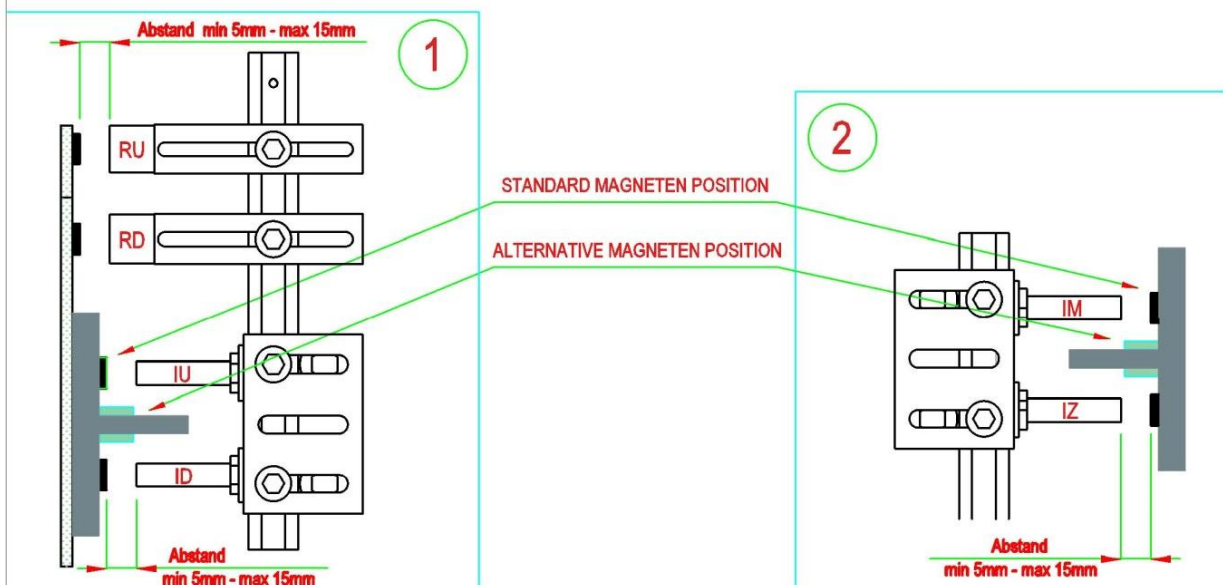 Abstand min 5mm - max 15mm
1
RU
2
STANDARD MAGNETEN POSITION
RD
ALTERNATIVE MAGNETEN POSITION
IM
IU
IZ
ID
Abstand
min 5mm - max 15mm
Abstand
min 5mm - max 15mm